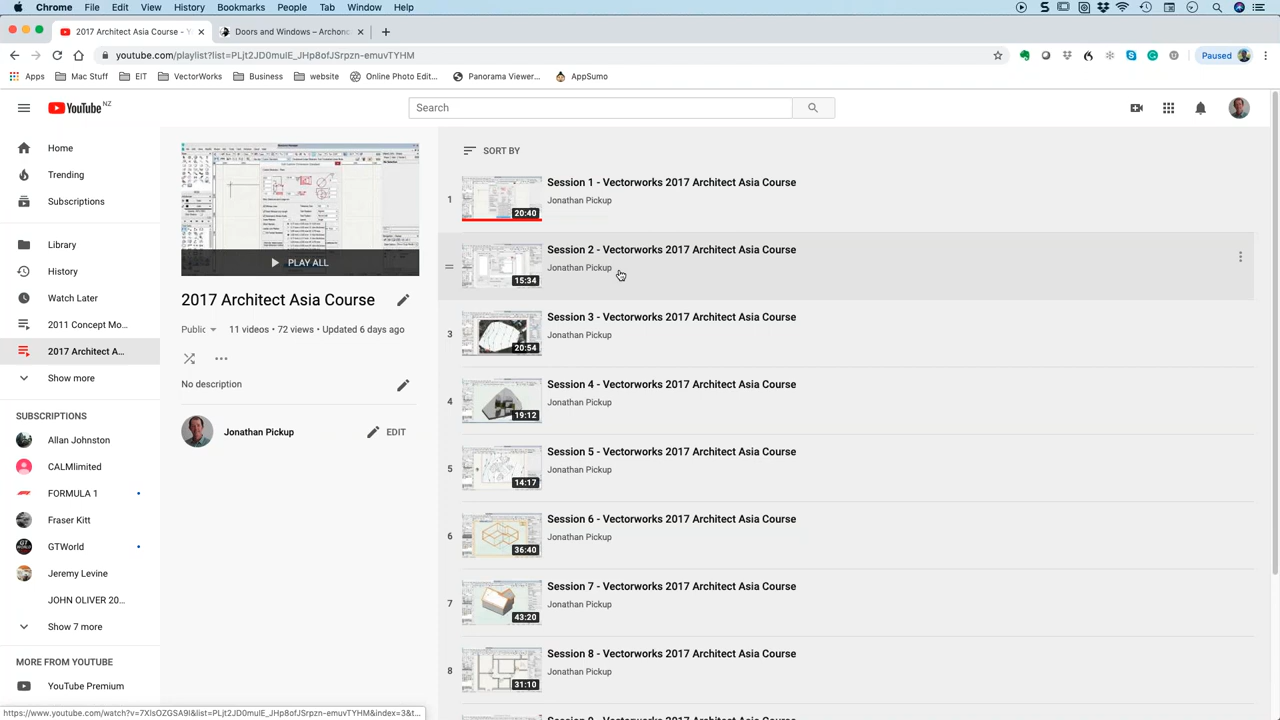 Chrome File Edit View History Bookmarks People Tab Window Help
2017 Architect Asia Course - Y
Doors and Windows – Archonc
youtube.com/playlist?list=PLjt2JD0mulE_JHp8ofJSrpzn-emuvTYHM
Paused
Apps Mac Stuff EIT VectorWorks Business website Online Photo Edit... Panorama Viewer... AppSumo
YouTube NZ
Search
Home
Trending
Subscriptions
Library
History
Watch Later
2011 Concept Mo...
2017 Architect A...
Show more
SUBSCRIPTIONS
Allan Johnston
CALMlimited
FORMULA 1
Fraser Kitt
GTWorld
Jeremy Levine
JOHN OLIVER 20...
Show 7 more
MORE FROM YOUTUBE
YouTube Premium
PLAY ALL
2017 Architect Asia Course
Public 11 videos • 72 views • Updated 6 days ago
No description
Jonathan Pickup
EDIT
SORT BY
1
20:40
Session 1 - Vectorworks 2017 Architect Asia Course
Jonathan Pickup
15:34
Session 2 - Vectorworks 2017 Architect Asia Course
Jonathan Pickup
3
20:54
Session 3 - Vectorworks 2017 Architect Asia Course
Jonathan Pickup
4
19:12
Session 4 - Vectorworks 2017 Architect Asia Course
Jonathan Pickup
5
14:17
Session 5 - Vectorworks 2017 Architect Asia Course
Jonathan Pickup
6
36:40
Session 6 - Vectorworks 2017 Architect Asia Course
Jonathan Pickup
7
43:20
Session 7 - Vectorworks 2017 Architect Asia Course
Jonathan Pickup
8
31:10
Session 8 - Vectorworks 2017 Architect Asia Course
Jonathan Pickup
https://www.youtube.com/watch?v=7XlsOZGSA9I&list=PLjt2JD0mulE_JHp8ofJSrpzn-emuvTYHM&index=3&t...